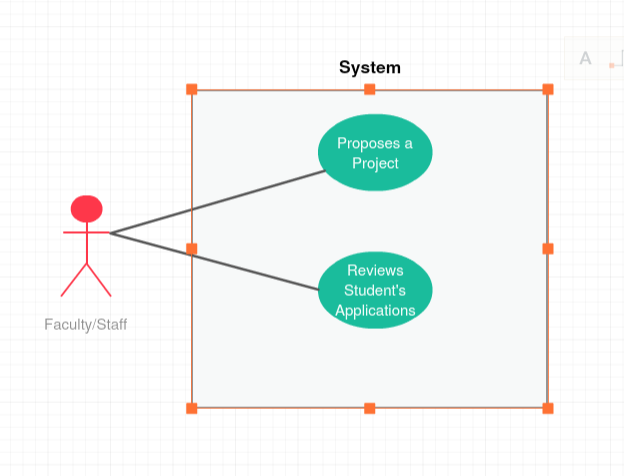 System
A
Proposes a
Project
Reviews
Student's
Applications
Faculty/Staff